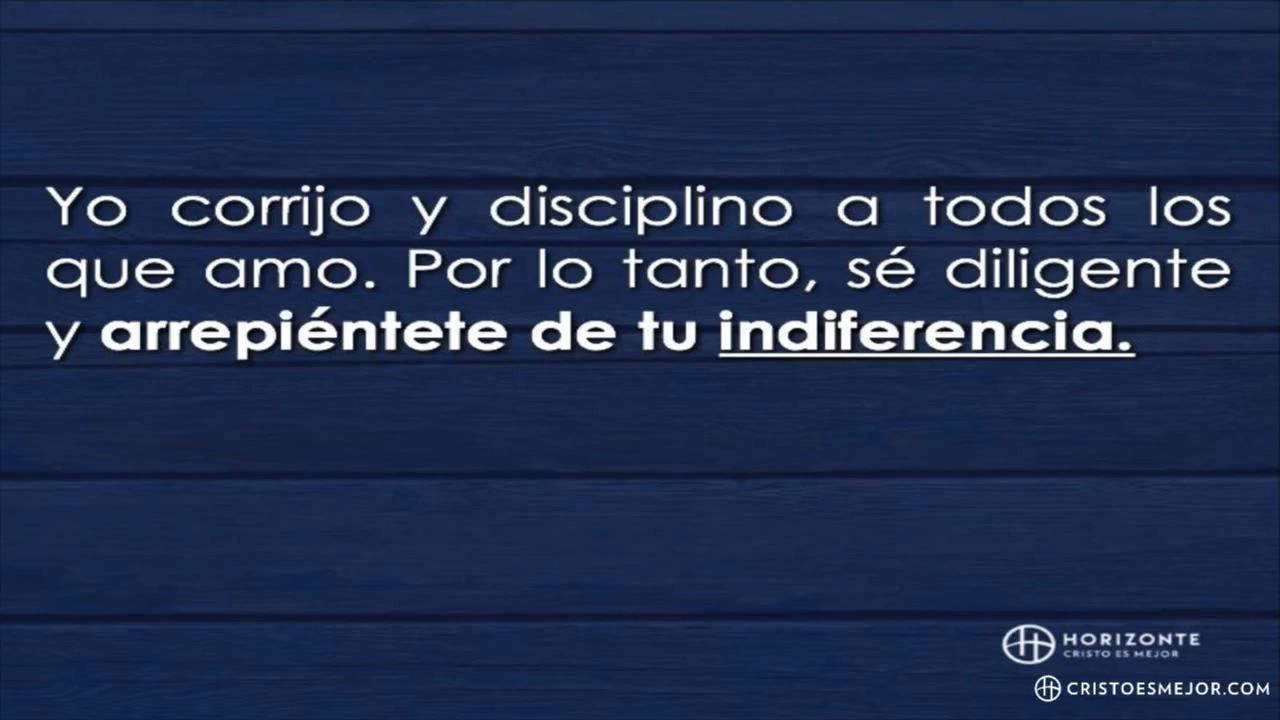 Yo corrijo y disciplino a todos los
que amo. Por lo tanto, sé diligente
y arrepiéntete de tu indiferencia.
HORIZONTE
CRISTO ES MEJOR
CRISTOESMEJOR.COM